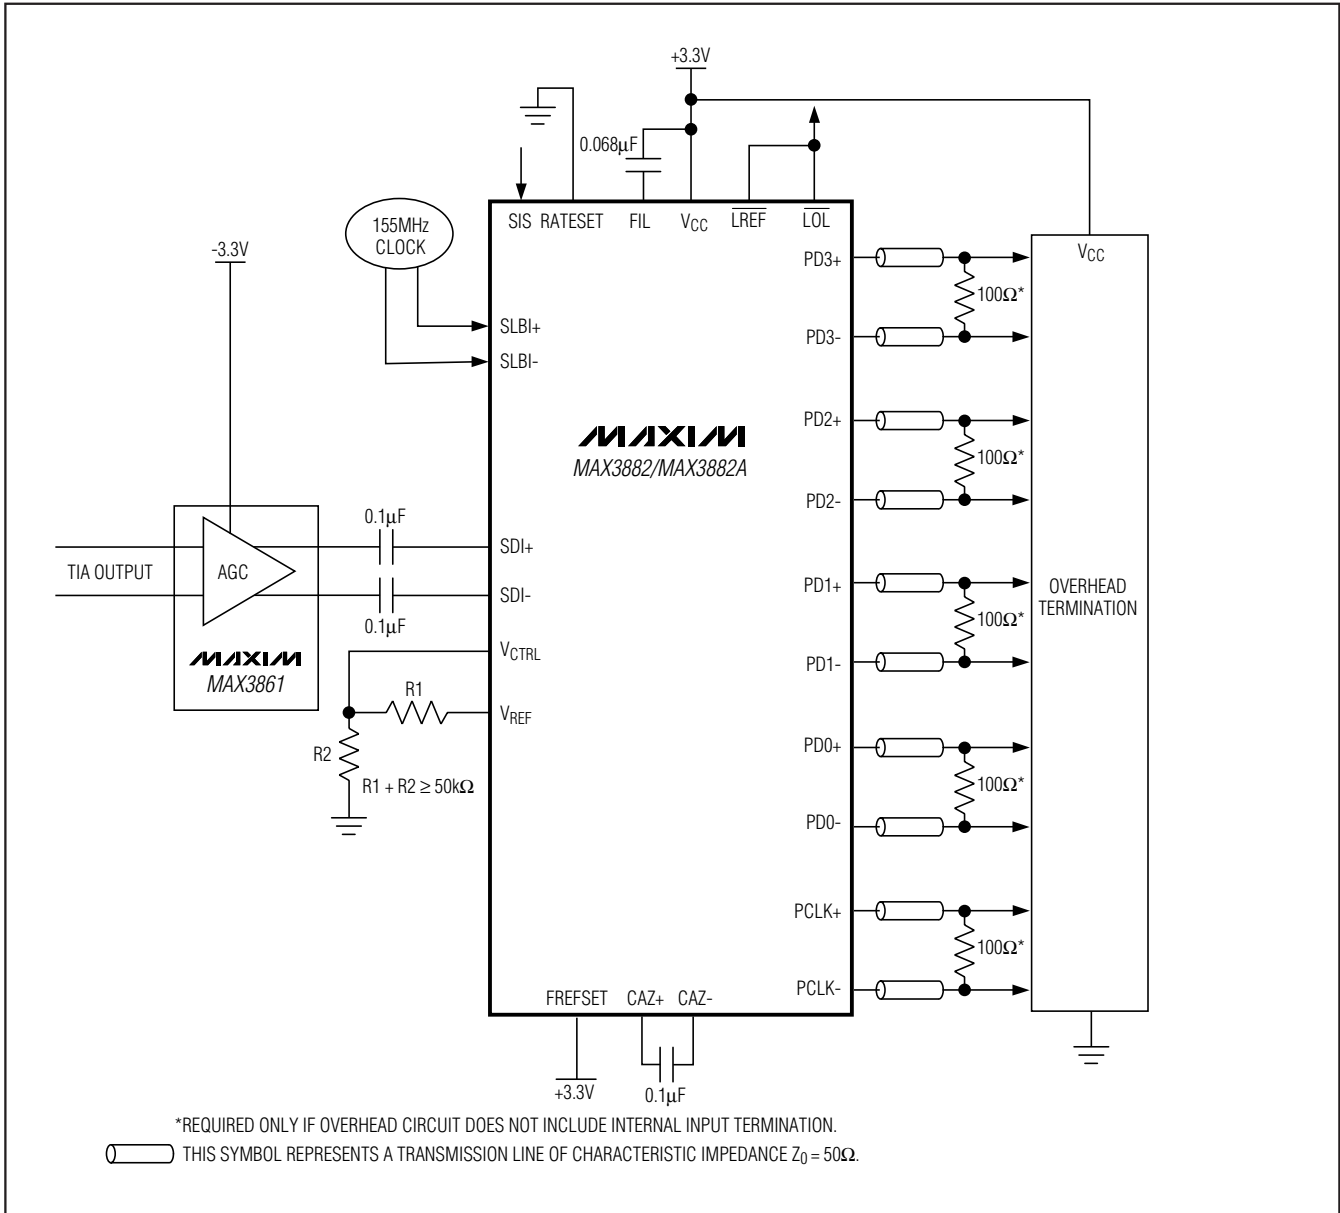 +3.3V
0.068μF
SIS RATESET FIL VCC LREF LOL
155MHz
CLOCK
-3.3V
SLBI+
SLBI-
MAXIM
MAX3882/MAX3882A
TIA OUTPUT
AGC
MAXIM
MAX3861
0.1μF
0.1μF
SDI+
SDI-
VCTRL
R1
VREF
R2
R1 + R2 ≥ 50kΩ
PD3+
100Ω*
PD3-
PD2+
100Ω*
PD2-
PD1+
100Ω*
PD1-
PD0+
100Ω*
PD0-
PCLK+
100Ω*
PCLK-
VCC
OVERHEAD
TERMINATION
FREFSET CAZ+ CAZ-
+3.3V
0.1μF
*REQUIRED ONLY IF OVERHEAD CIRCUIT DOES NOT INCLUDE INTERNAL INPUT TERMINATION.
THIS SYMBOL REPRESENTS A TRANSMISSION LINE OF CHARACTERISTIC IMPEDANCE Z0 = 50Ω.